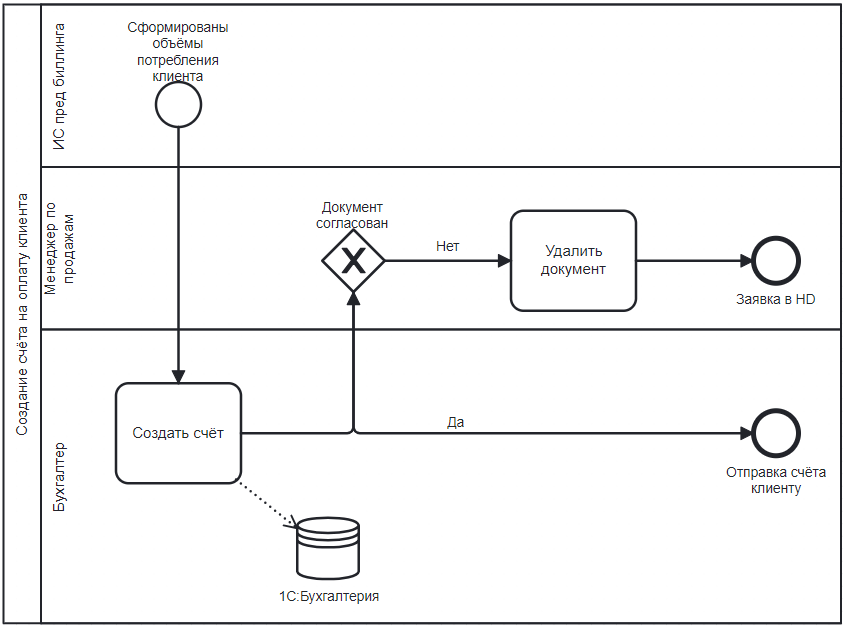 Создание счёта на оплату клиента
ИС пред биллинга
Сформированы
объёмы
потребления
клиента
Менеджер по
продажам
Документ
согласован
Нет
Удалить
документ
Заявка в HD
Бухгалтер
Создать счёт
Да
Отправка счёта
клиенту
1С:Бухгалтерия